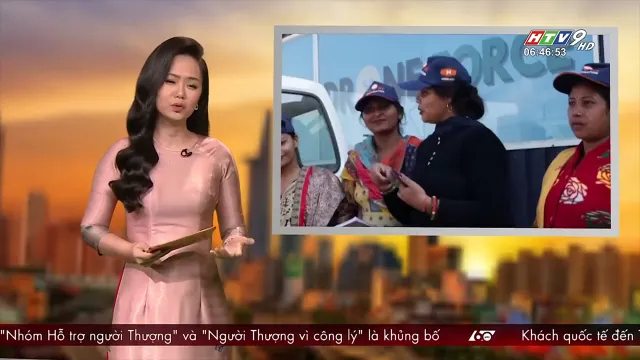 HTV9 HD
06:46:53
DRONE FORCE
"Nhóm Hỗ trợ người Thượng" và "Người Thượng vì công lý" là khủng bố
Khách quốc tế đến